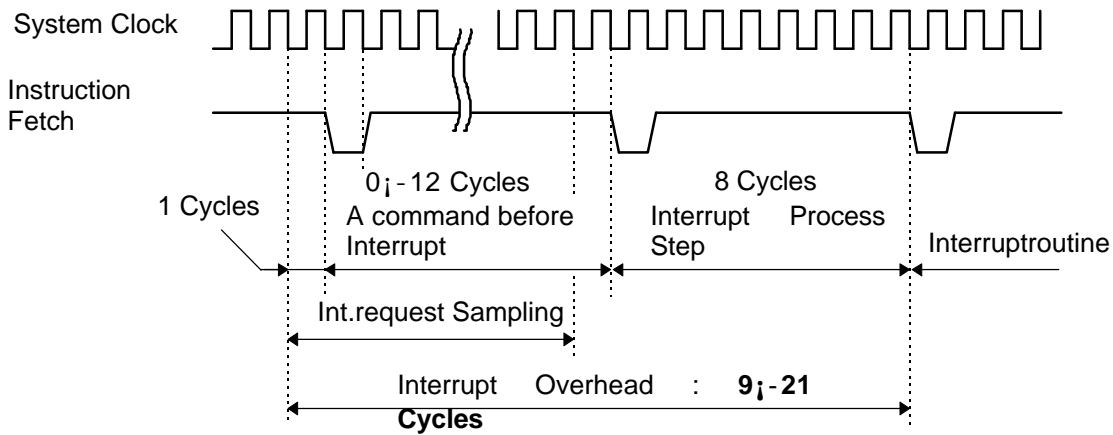 System Clock
Instruction
Fetch
0¡-12 Cycles
8 Cycles
1 Cycles
A command before
Interrupt
Interrupt Process
Step
Interruptroutine
Int.request Sampling
Interrupt Overhead : 9¡-21
Cycles